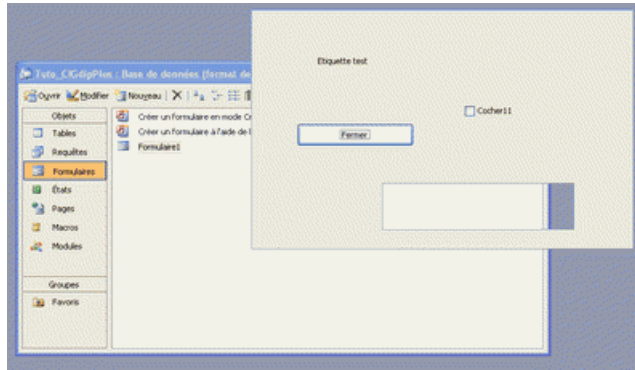 Tuto_ClGdipPlus : Base de données (format de
Ouvrir Modifier Nouveau
Objets
Tables
Requêtes
Formulaires
États
Pages
Macros
Modules
Groupes
Favoris
Créer un formulaire en mode Cr
Créer un formulaire à l'aide de l
Formulaire1
Etiquette test
Cocher11
Fermer